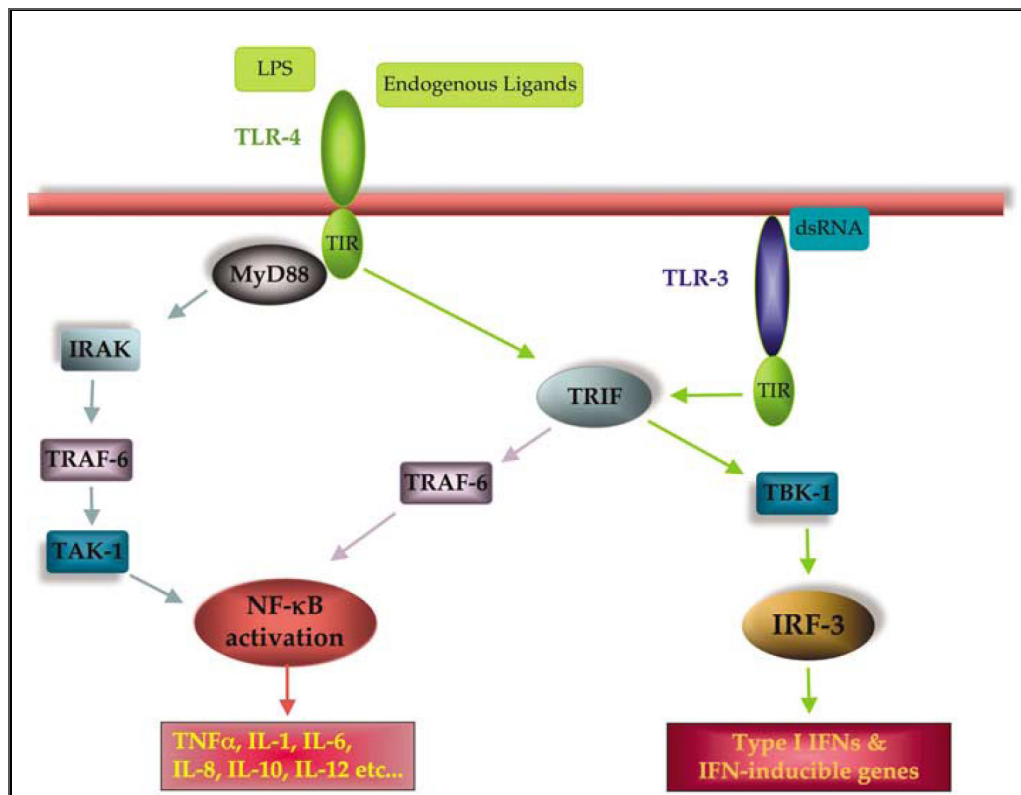 LPS
Endogenous Ligands
TLR-4
TIR
MyD88
dsRNA
TLR-3
TIR
IRAK
TRIF
TRAF-6
TRAF-6
TBK-1
TAK-1
NF-κB
activation
IRF-3
TNFα, IL-1, IL-6,
IL-8, IL-10, IL-12 etc...
Type I IFNs &
IFN-inducible genes